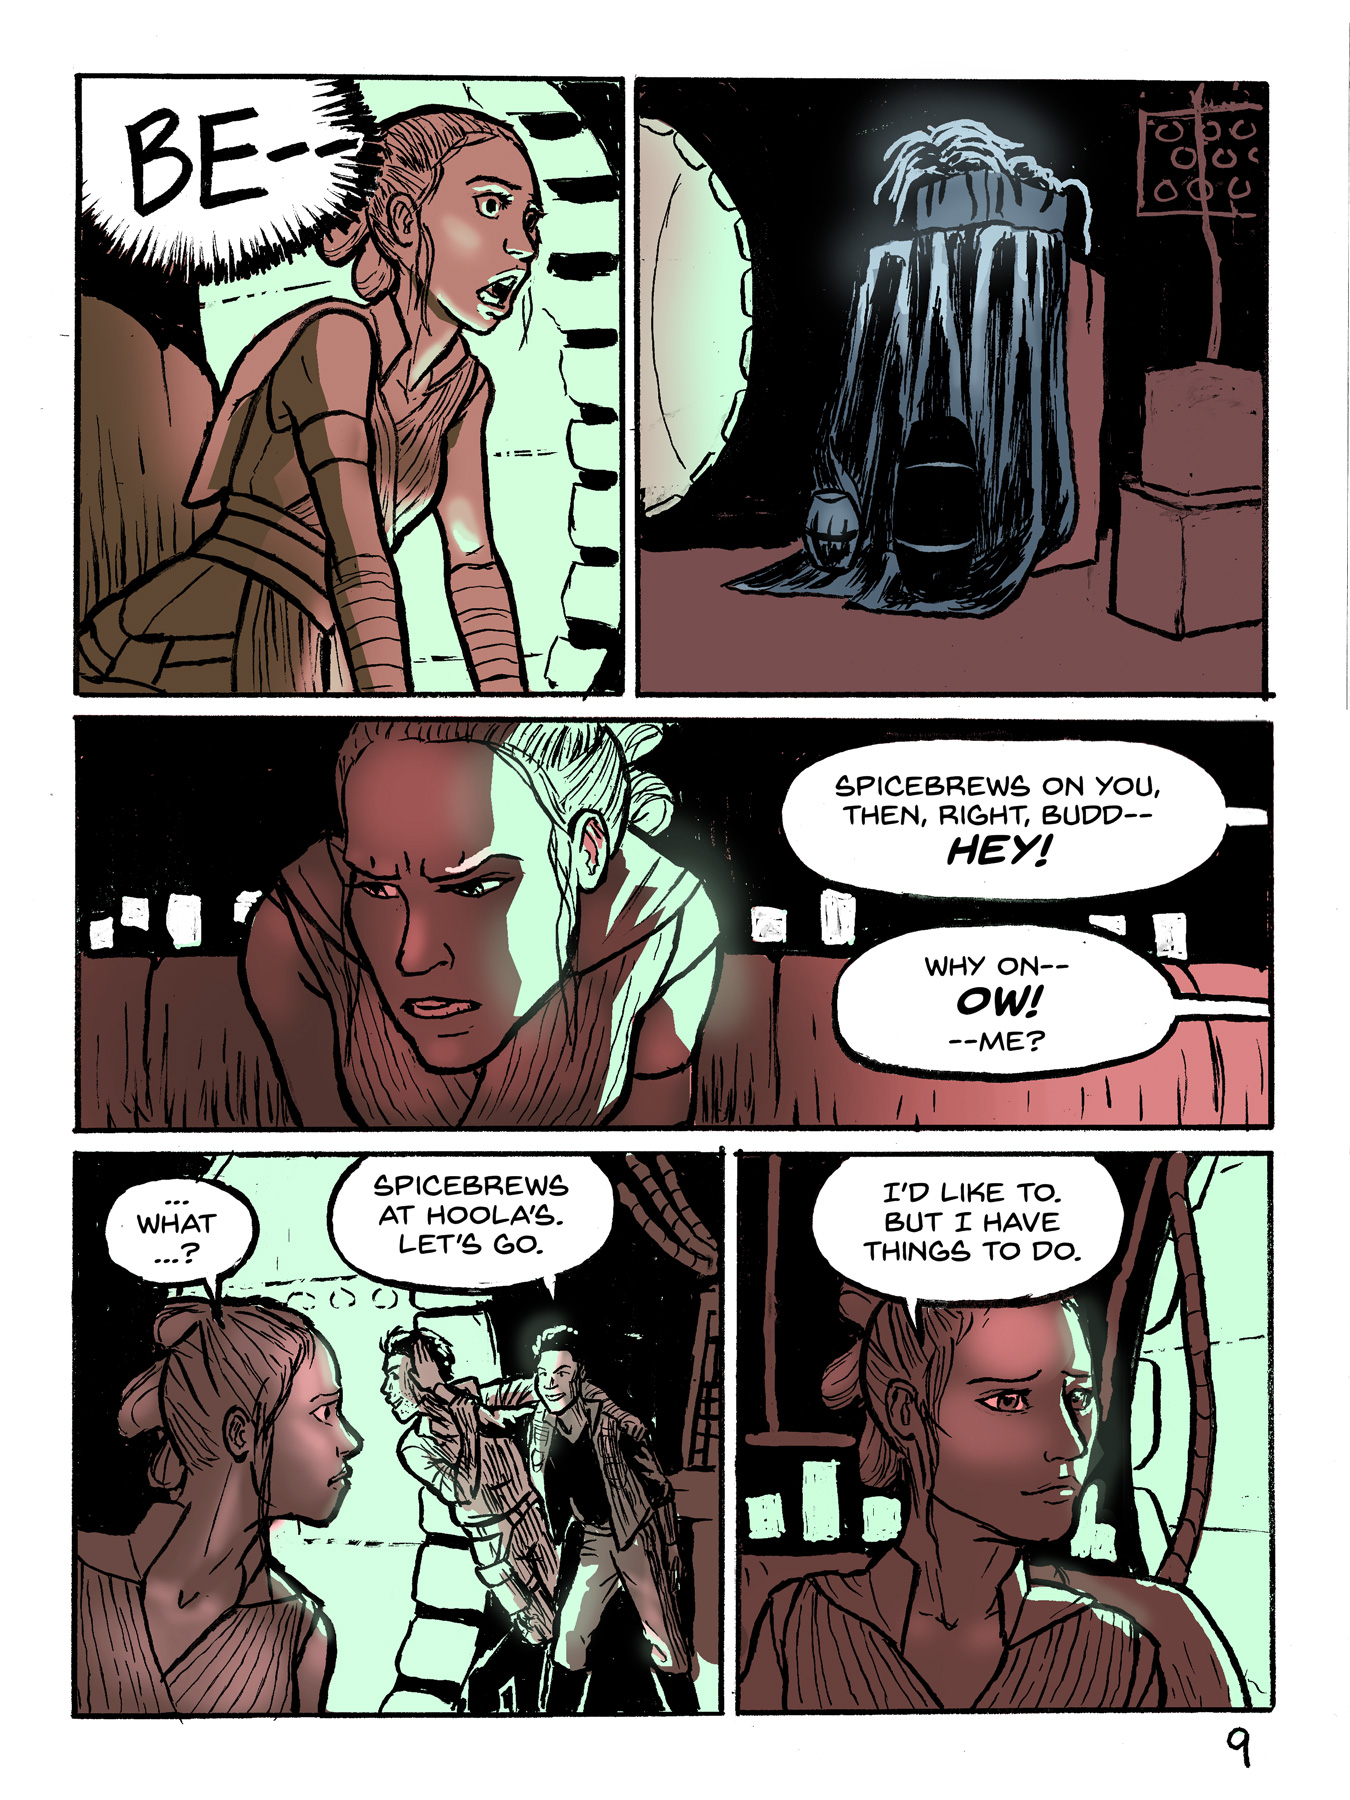 BE--
SPICEBREWS ON YOU,
THEN, RIGHT, BUDD--
HEY!
WHY ON--
OW!
--ME?
...
WHAT
...?
SPICEBREWS
AT HOOLA'S.
LET'S GO.
I'D LIKE TO.
BUT I HAVE
THINGS TO DO.
9